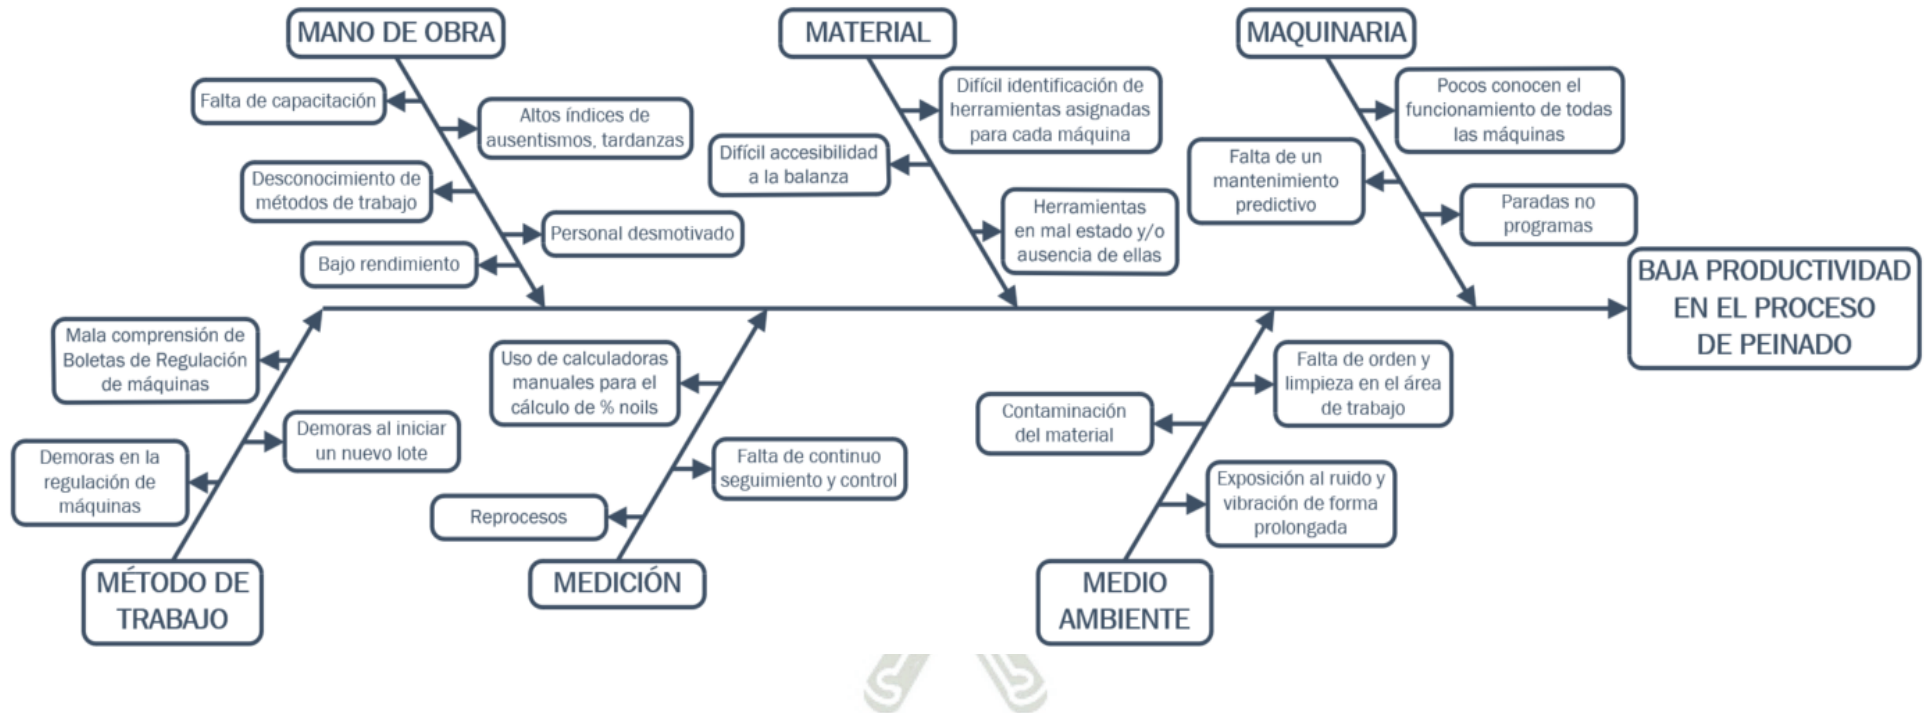 MANO DE OBRA
Falta de capacitación
Altos índices de
ausentismos, tardanzas
Desconocimiento de
métodos de trabajo
Personal desmotivado
Bajo rendimiento
MATERIAL
Difícil identificación de
herramientas asignadas
para cada máquina
Difícil accesibilidad
a la balanza
Herramientas
en mal estado y/o
ausencia de ellas
MAQUINARIA
Pocos conocen el
funcionamiento de todas
las máquinas
Falta de un
mantenimiento
predictivo
Paradas no
programas
BAJA PRODUCTIVIDAD
EN EL PROCESO
DE PEINADO
Mala comprensión de
Boletas de Regulación
de máquinas
Demoras al iniciar
un nuevo lote
Demoras en la
regulación de
máquinas
MÉTODO DE
TRABAJO
Uso de calculadoras
manuales para el
cálculo de % noils
Falta de continuo
seguimiento y control
Reprocesos
MEDICIÓN
Falta de orden y
limpieza en el área
de trabajo
Contaminación
del material
Exposición al ruido y
vibración de forma
prolongada
MEDIO
AMBIENTE